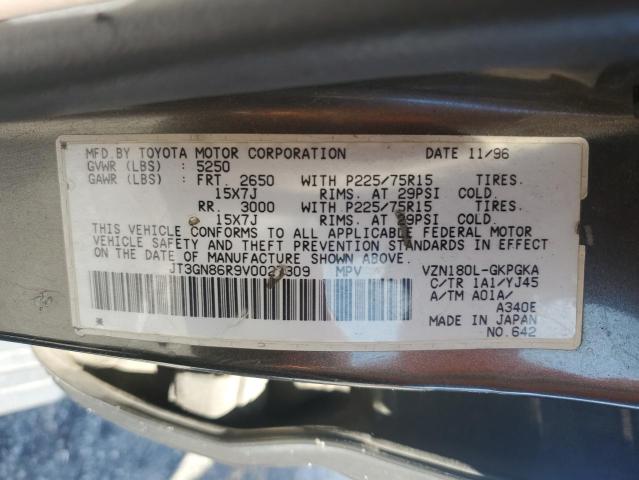 MFD.BY TOYOTA MOTOR CORPORATION DATE 11/96
GVWR (LBS) : 5250
GAWR (LBS) : FRT. 2650 WITH P225/75R15 TIRES.
15X7J RIMS. AT 29PSI COLD.
RR. 3000 WITH P225/75R15 TIRES.
15X7J RIMS. AT 29PSI COLD.
THIS VEHICLE CONFORMS TO ALL APPLICABLE FEDERAL MOTOR
VEHICLE SAFETY AND THEFT PREVENTION STANDARDS IN EFFECT
ON THE DATE OF MANUFACTURE SHOWN ABOVE.
MPV VZN180L-GKPGKA
C/TR 1A1/YJ45
A/TM A01A/
A340E
MADE IN JAPAN
NO.642